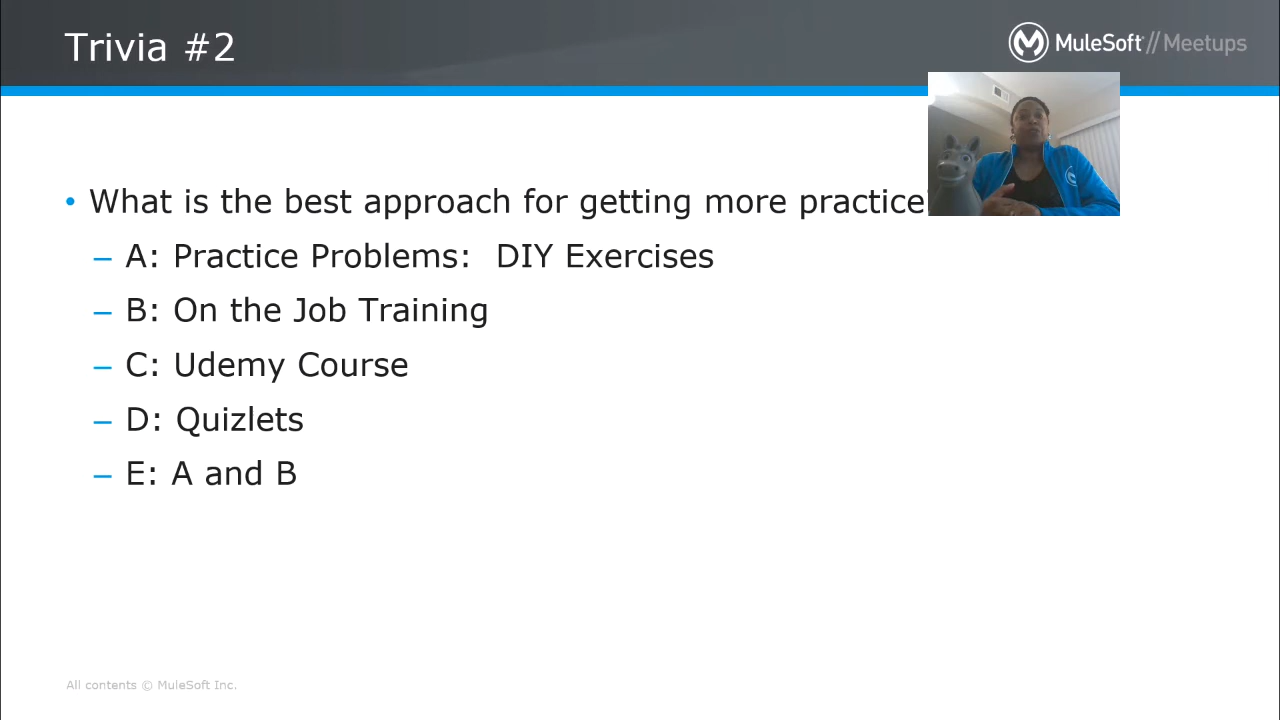 Trivia #2
MuleSoft // Meetups
• What is the best approach for getting more practice
– A: Practice Problems:  DIY Exercises
– B: On the Job Training
– C: Udemy Course
– D: Quizlets
– E: A and B
All contents © MuleSoft Inc.